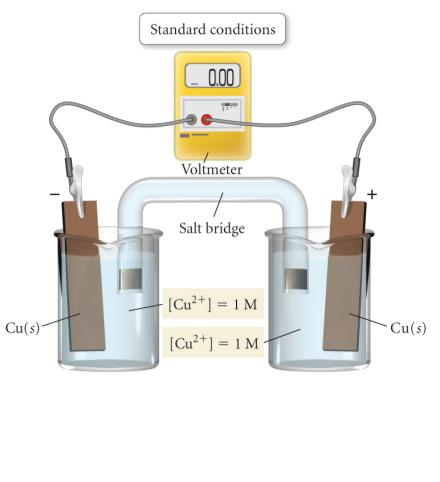 Standard conditions
0.00
Voltmeter
− +
Salt bridge
[Cu²⁺] = 1 M
Cu(s) Cu(s)
[Cu²⁺] = 1 M